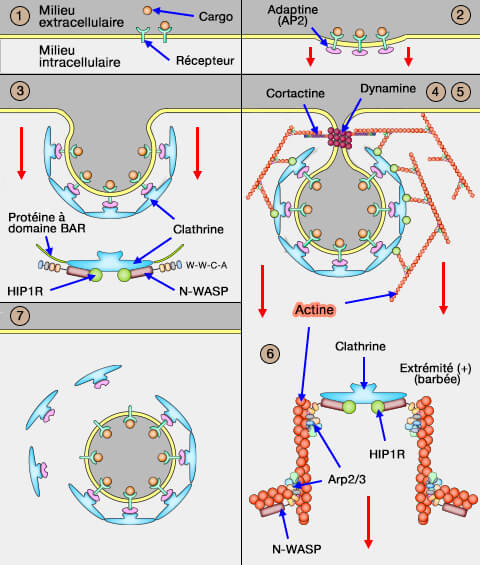 1
Milieu
extracellulaire
Cargo
Milieu
intracellulaire
Récepteur
2
Adaptine
(AP2)
3
Protéine à
domaine BAR
Clathrine
W-W-C-A
HIP1R
N-WASP
4
5
Cortactine
Dynamine
Actine
6
Clathrine
Extrémité (+)
(barbée)
HIP1R
Arp2/3
N-WASP
7